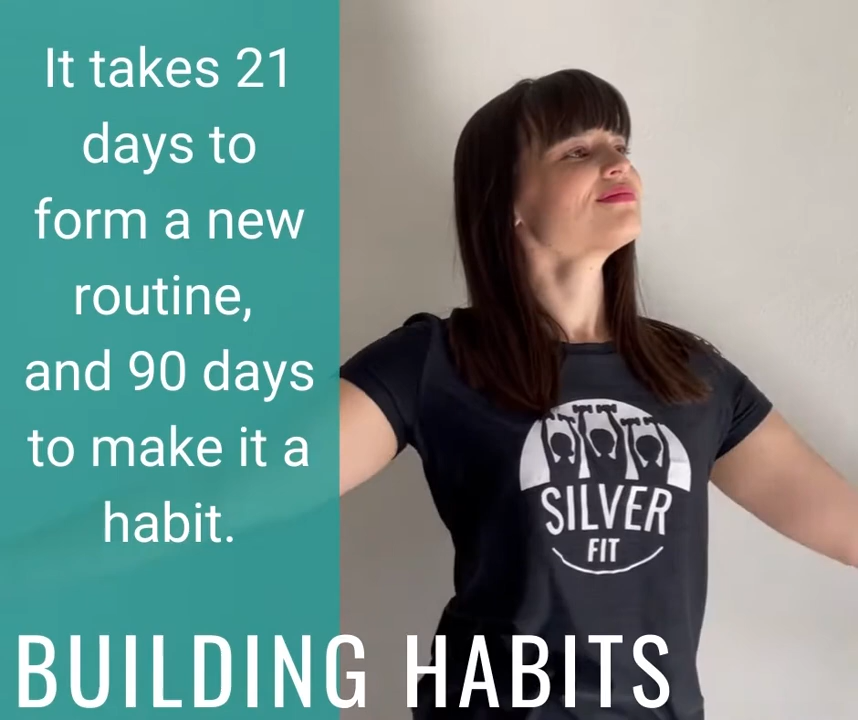 It takes 21
days to
form a new
routine,
and 90 days
to make it a
habit.
SILVER
FIT
BUILDING HABITS